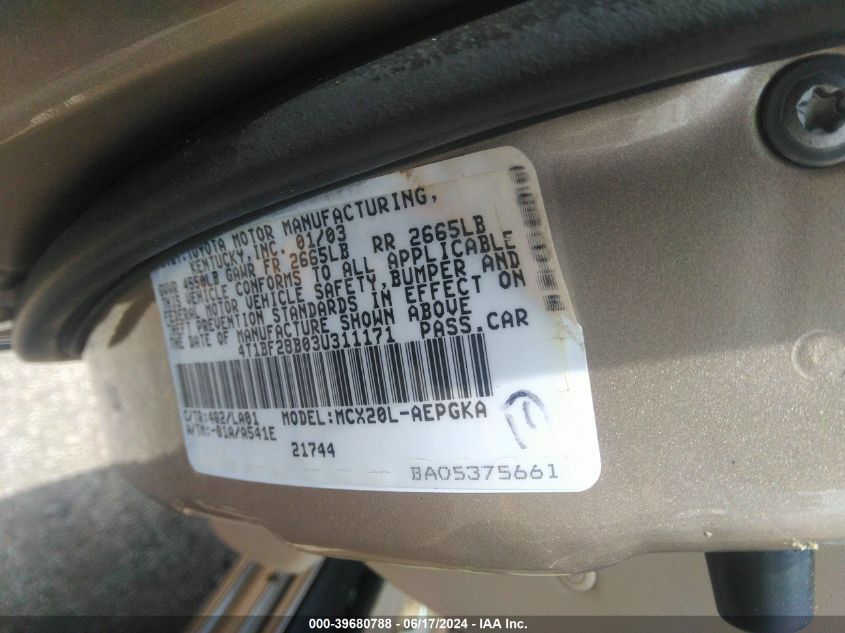 TOYOTA MOTOR MANUFACTURING,
KENTUCKY, INC. 01/03
GVWR 4550LB GAWR FR 2665LB RR 2665LB
THIS VEHICLE CONFORMS TO ALL APPLICABLE
FEDERAL MOTOR VEHICLE SAFETY, BUMPER AND
THEFT PREVENTION STANDARDS IN EFFECT ON
THE DATE OF MANUFACTURE SHOWN ABOVE
4T1BF28B03U311171 PASS.CAR
C/TR:402/LA01 MODEL:MCX20L-AEPGKA
A/TM:-01A/A541E
21744
BA05375661
000-39680788 - 06/17/2024 - IAA Inc.